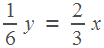 1/6 y = 2/3 x